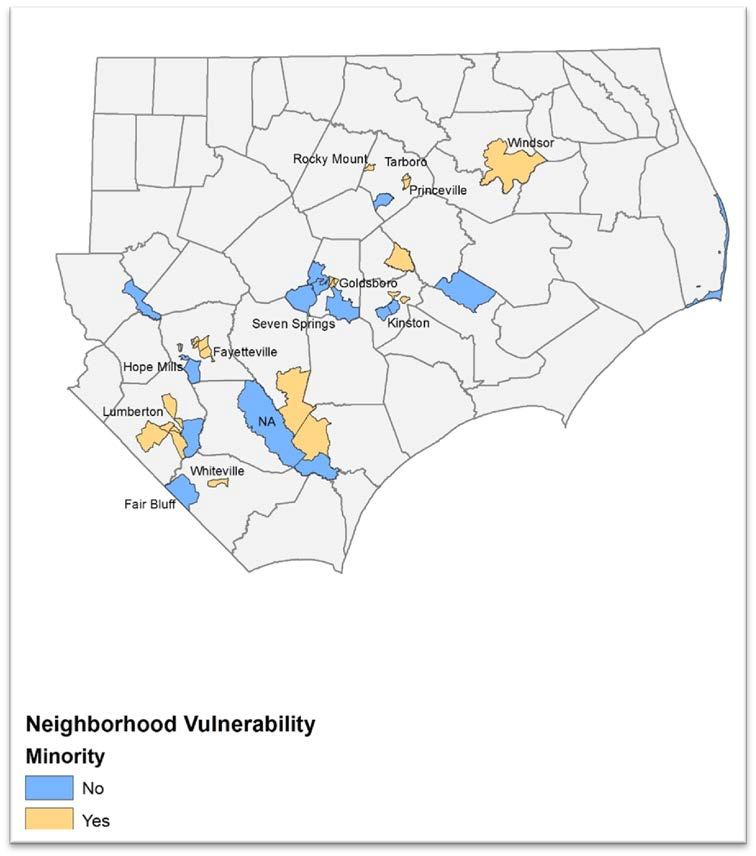 Windsor
Rocky Mount
Tarboro
Princeville
Goldsboro
Seven Springs
Kinston
Hope Mills
Fayetteville
Lumberton
NA
Whiteville
Fair Bluff
Neighborhood Vulnerability
Minority
No
Yes